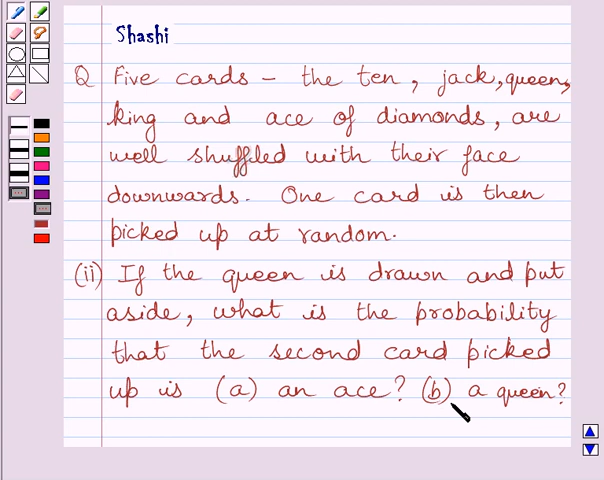 Shashi
Q Five cards - the ten, jack, queen,
king and ace of diamonds, are
well shuffled with their face
downwards. One card is then
picked up at random.
(ii) If the queen is drawn and put
aside, what is the probability
that the second card picked
up is (a) an ace? (b) a queen?